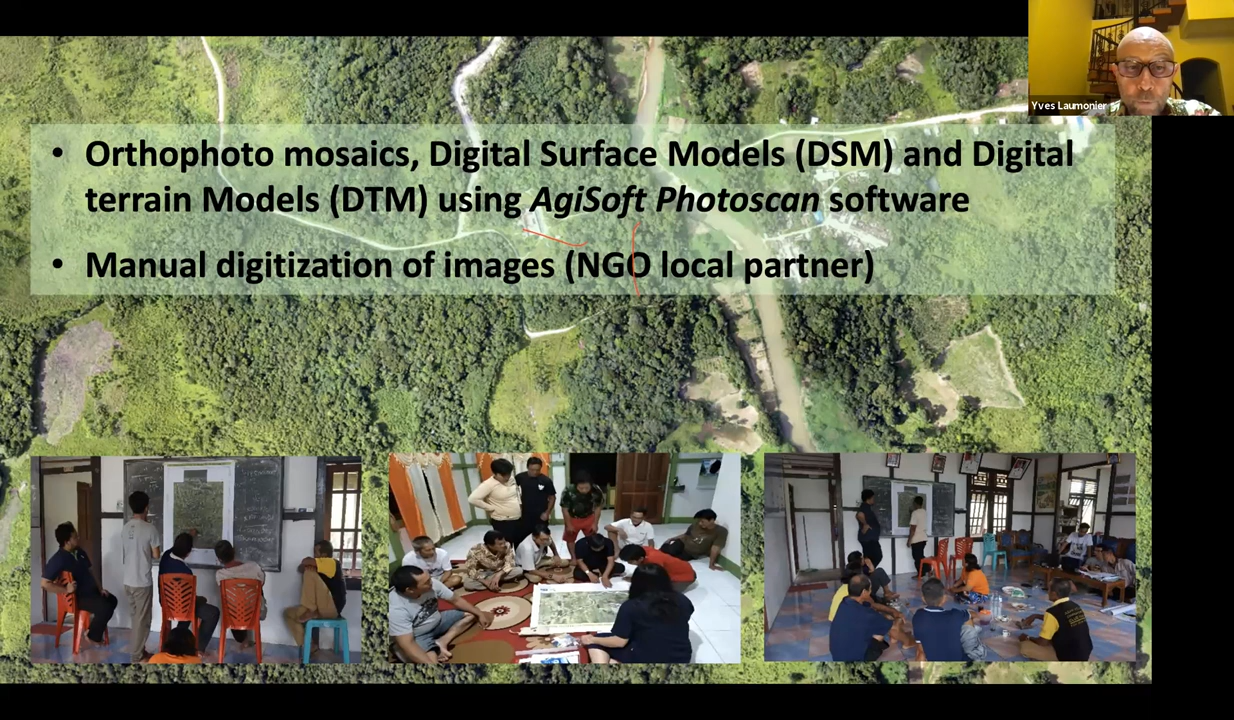 Yves Laumonier
• Orthophoto mosaics, Digital Surface Models (DSM) and Digital
terrain Models (DTM) using AgiSoft Photoscan software
• Manual digitization of images (NGO local partner)